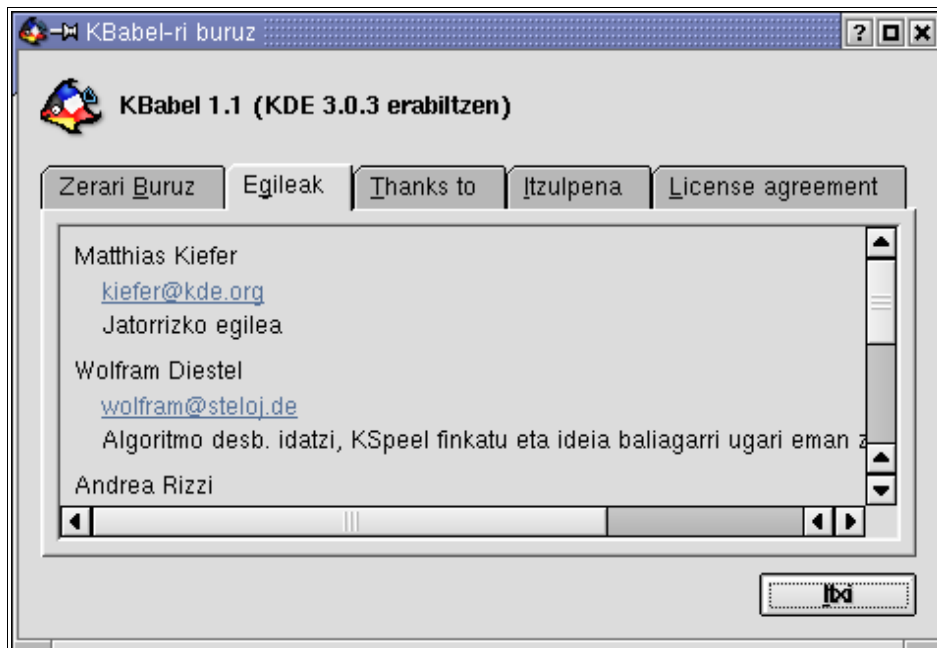 KBabel-ri buruz
KBabel 1.1 (KDE 3.0.3 erabiltzen)
Zerari Buruz Egileak Thanks to Itzulpena License agreement
Matthias Kiefer
kiefer@kde.org
Jatorrizko egilea
Wolfram Diestel
wolfram@steloj.de
Algoritmo desb. idatzi, KSpeel finkatu eta ideia baliagarri ugari eman z
Andrea Rizzi
Itxi